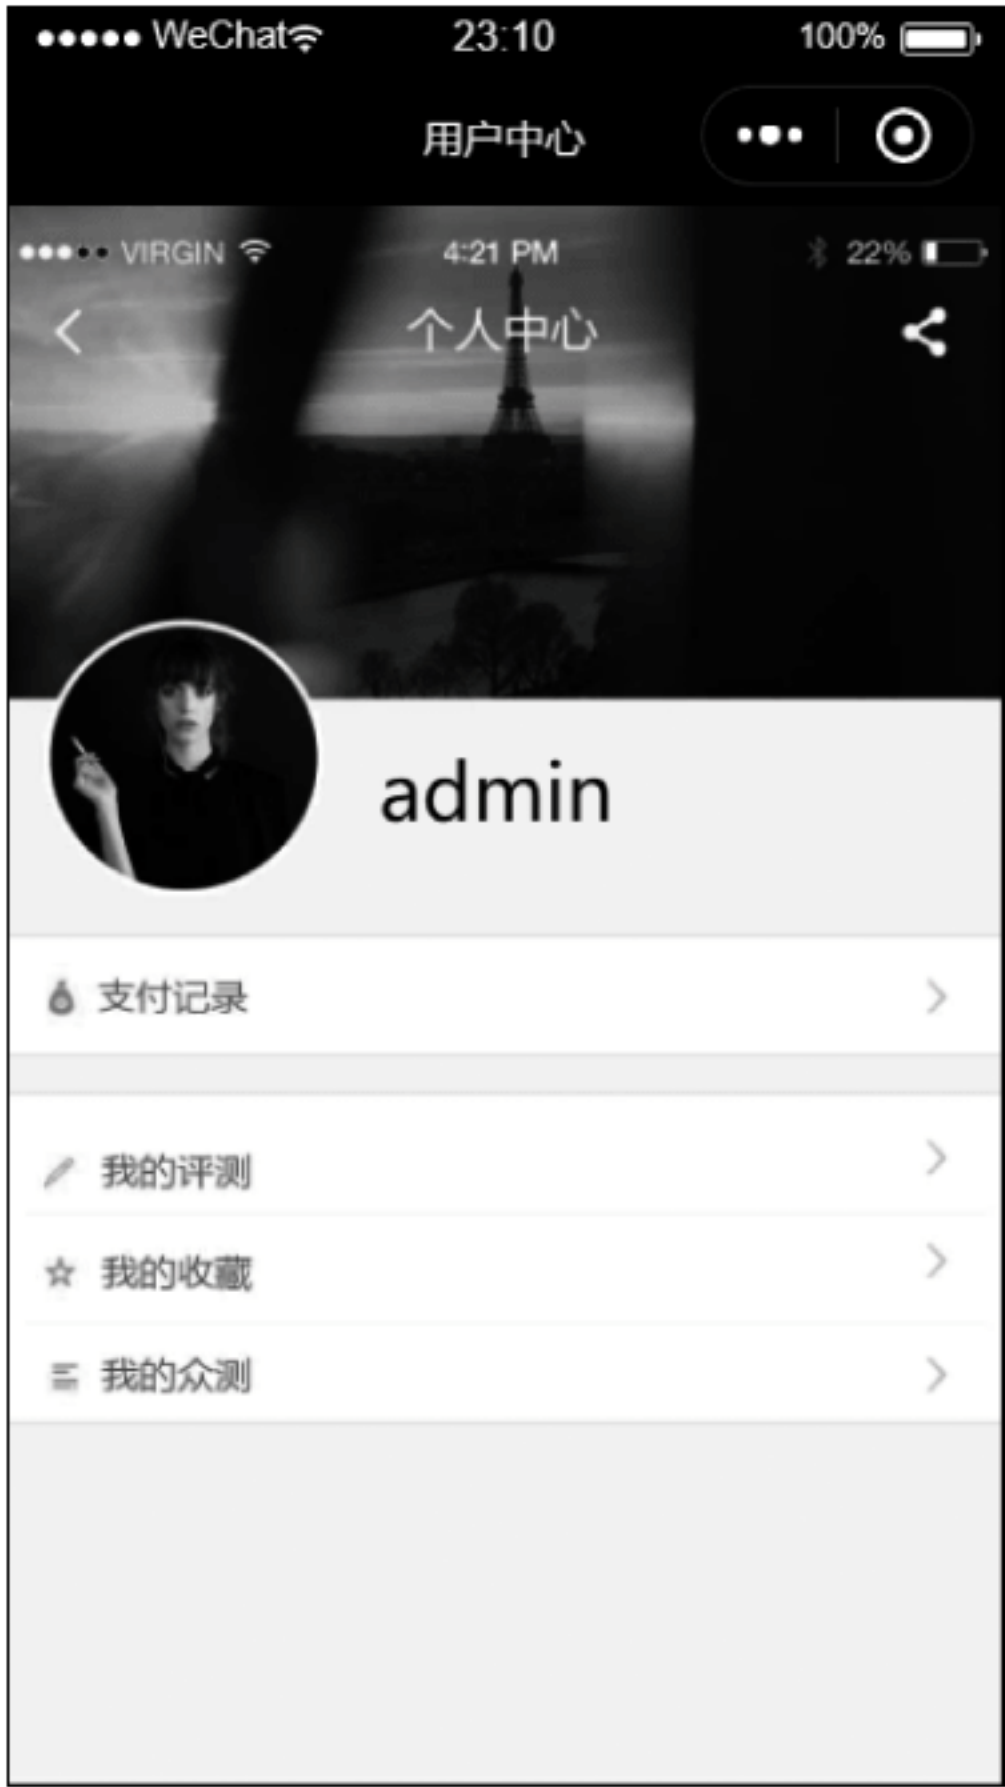 WeChat 23:10 100%
用户中心
VIRGIN 4:21 PM 22%
个人中心
admin
支付记录
我的评测
我的收藏
我的众测